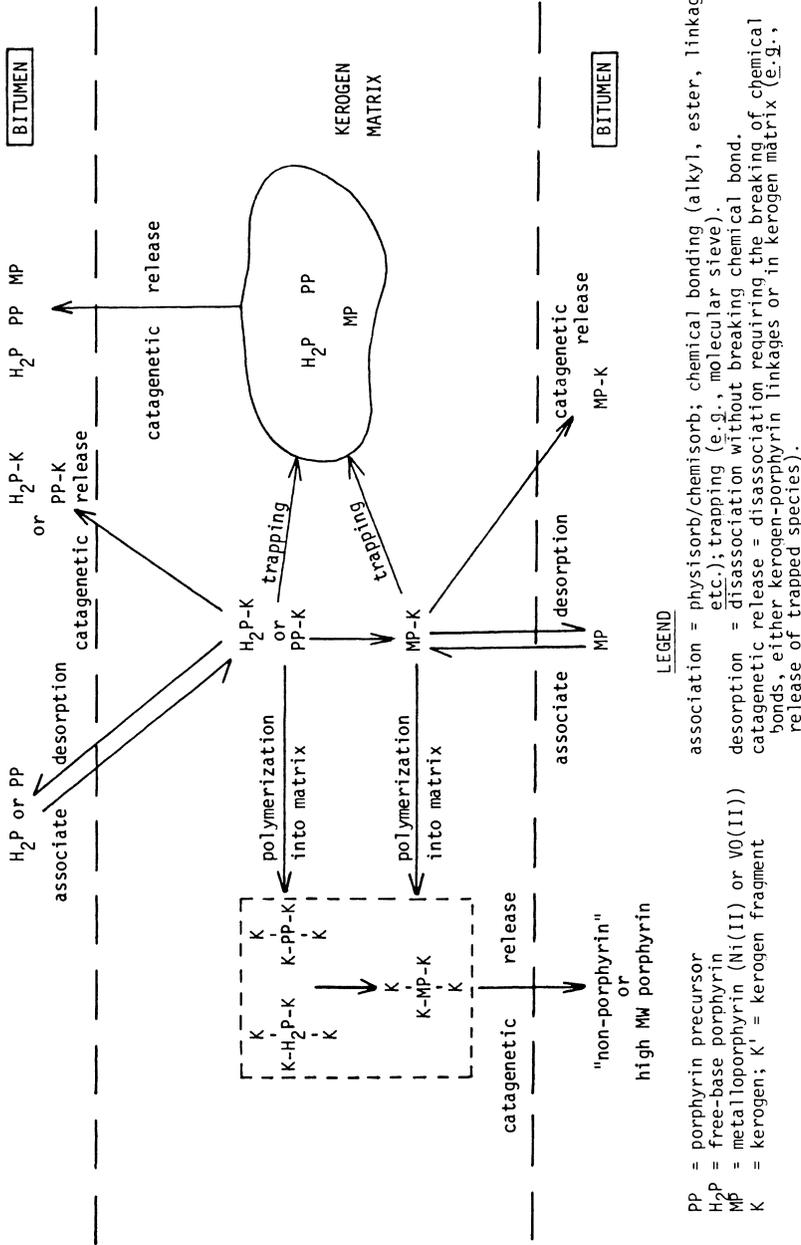 BITUMEN
H2P or PP
associate
desorption
H2P-K
or
PP-K
catagenetic release
H2P PP MP
catagenetic release
KEROGEN
MATRIX
H2P PP
MP
trapping
trapping
H2P-K
or
PP-K
MP-K
polymerization
into matrix
polymerization
into matrix
K K
K-H2P-K K-PP-K
K K
K
K-MP-K
K
catagenetic release
"non-porphyrin"
or
high MW porphyrin
associate
desorption
MP
catagenetic
release
MP-K
BITUMEN
LEGEND
PP = porphyrin precursor
H2P = free-base porphyrin
MP = metalloporphyrin (Ni(II) or VO(II))
K = kerogen; K' = kerogen fragment
association = physisorb/chemisorb; chemical bonding (alkyl, ester,
etc.); trapping (e.g., molecular sieve).
desorption = disassociation without breaking chemical bond.
catagenetic release = disassociation requiring the breaking of chemical
bonds, either kerogen-porphyrin linkages or in kerogen matrix (e.g.,
release of trapped species).